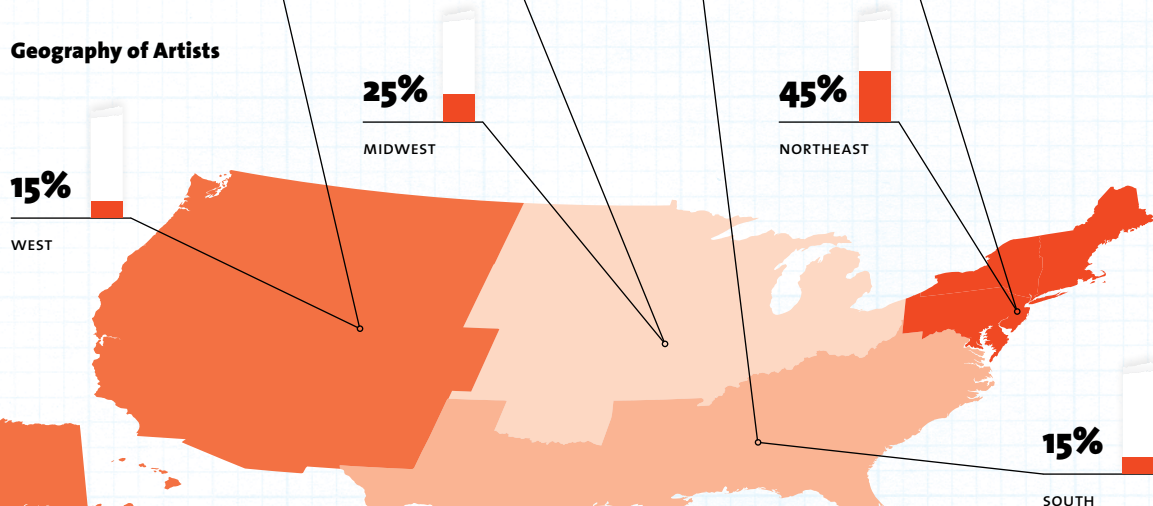 Geography of Artists
25%
MIDWEST
45%
NORTHEAST
15%
WEST
15%
SOUTH